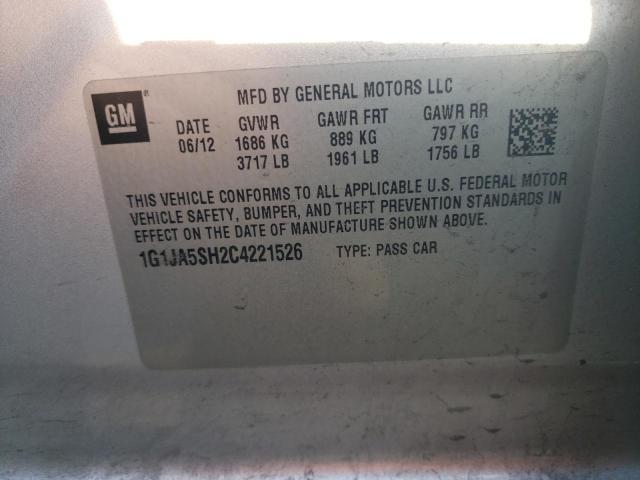 GM®
MFD BY GENERAL MOTORS LLC
DATE GVWR GAWR FRT GAWR RR
06/12 1686 KG 889 KG 797 KG
3717 LB 1961 LB 1756 LB
THIS VEHICLE CONFORMS TO ALL APPLICABLE U.S. FEDERAL MOTOR
VEHICLE SAFETY, BUMPER, AND THEFT PREVENTION STANDARDS IN
EFFECT ON THE DATE OF MANUFACTURE SHOWN ABOVE.
1G1JA5SH2C4221526 TYPE: PASS CAR